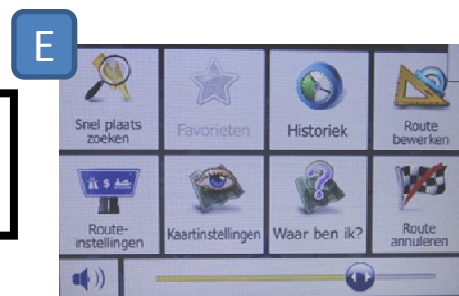 E
Snel plaats
zoeken
Favorieten
Historiek
Route
bewerken
Route-
instellingen
Kaartinstellingen
Waar ben ik?
Route
annuleren